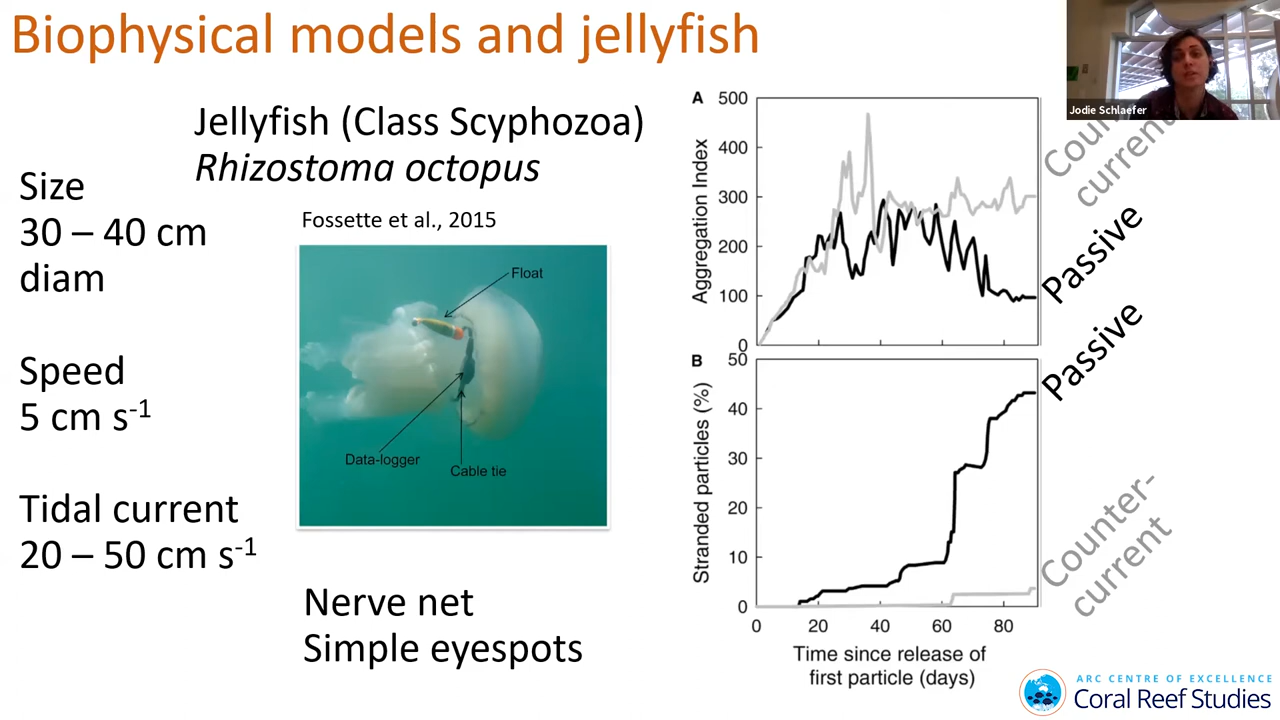 Biophysical models and jellyfish
Jodie Schlaefer
Jellyfish (Class Scyphozoa)
Rhizostoma octopus
Size
30 – 40 cm
diam
Speed
5 cm s-1
Tidal current
20 – 50 cm s-1
Fossette et al., 2015
Float
Data-logger
Cable tie
Nerve net
Simple eyespots
A
500
400
300
200
100
0
Aggregation Index
Passive
B
50
40
30
20
10
0
Stranded particles (%)
Passive
Counter-
current
0
20
40
60
80
Time since release of
first particle (days)
current
ARC CENTRE OF EXCELLENCE
Coral Reef Studies